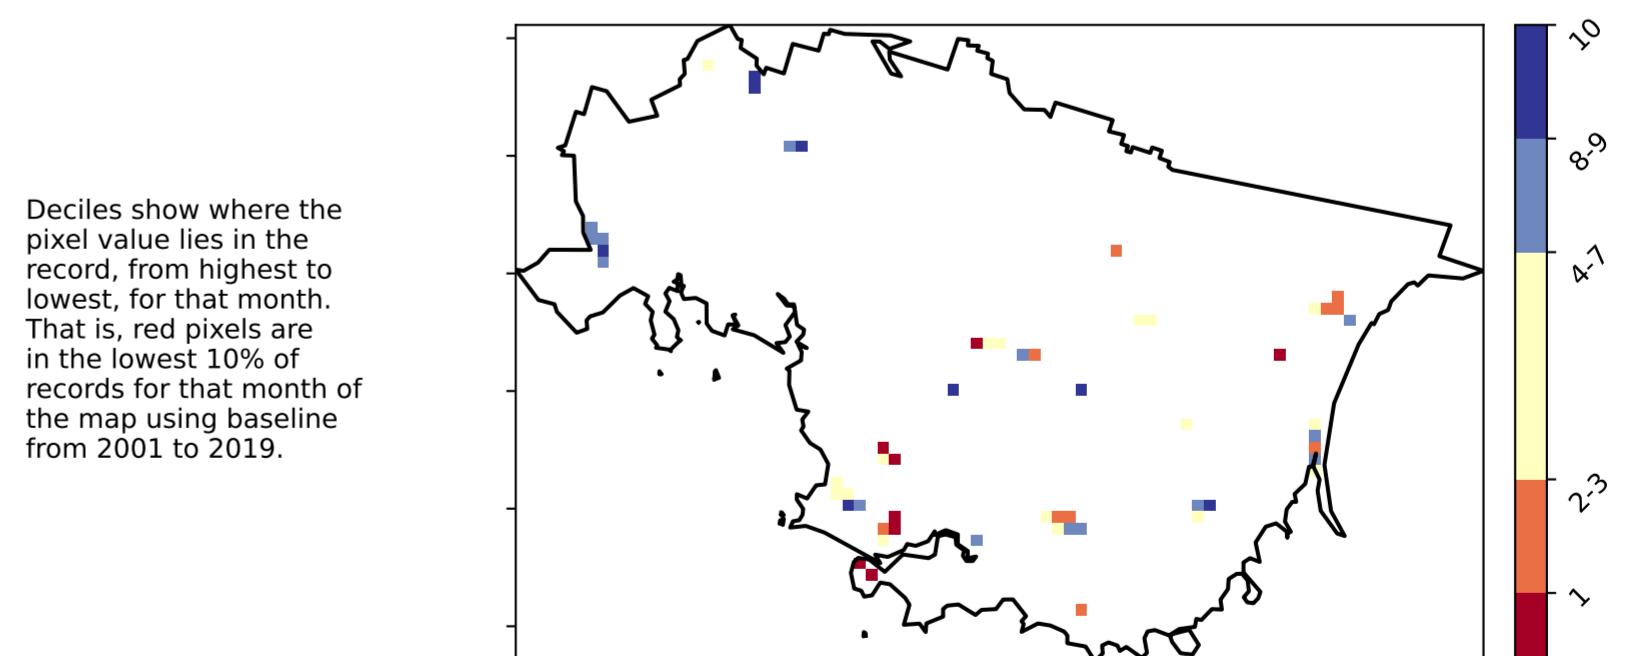 Deciles show where the
pixel value lies in the
record, from highest to
lowest, for that month.
That is, red pixels are
in the lowest 10% of
records for that month of
the map using baseline
from 2001 to 2019.
10
8-9
4-7
2-3
1